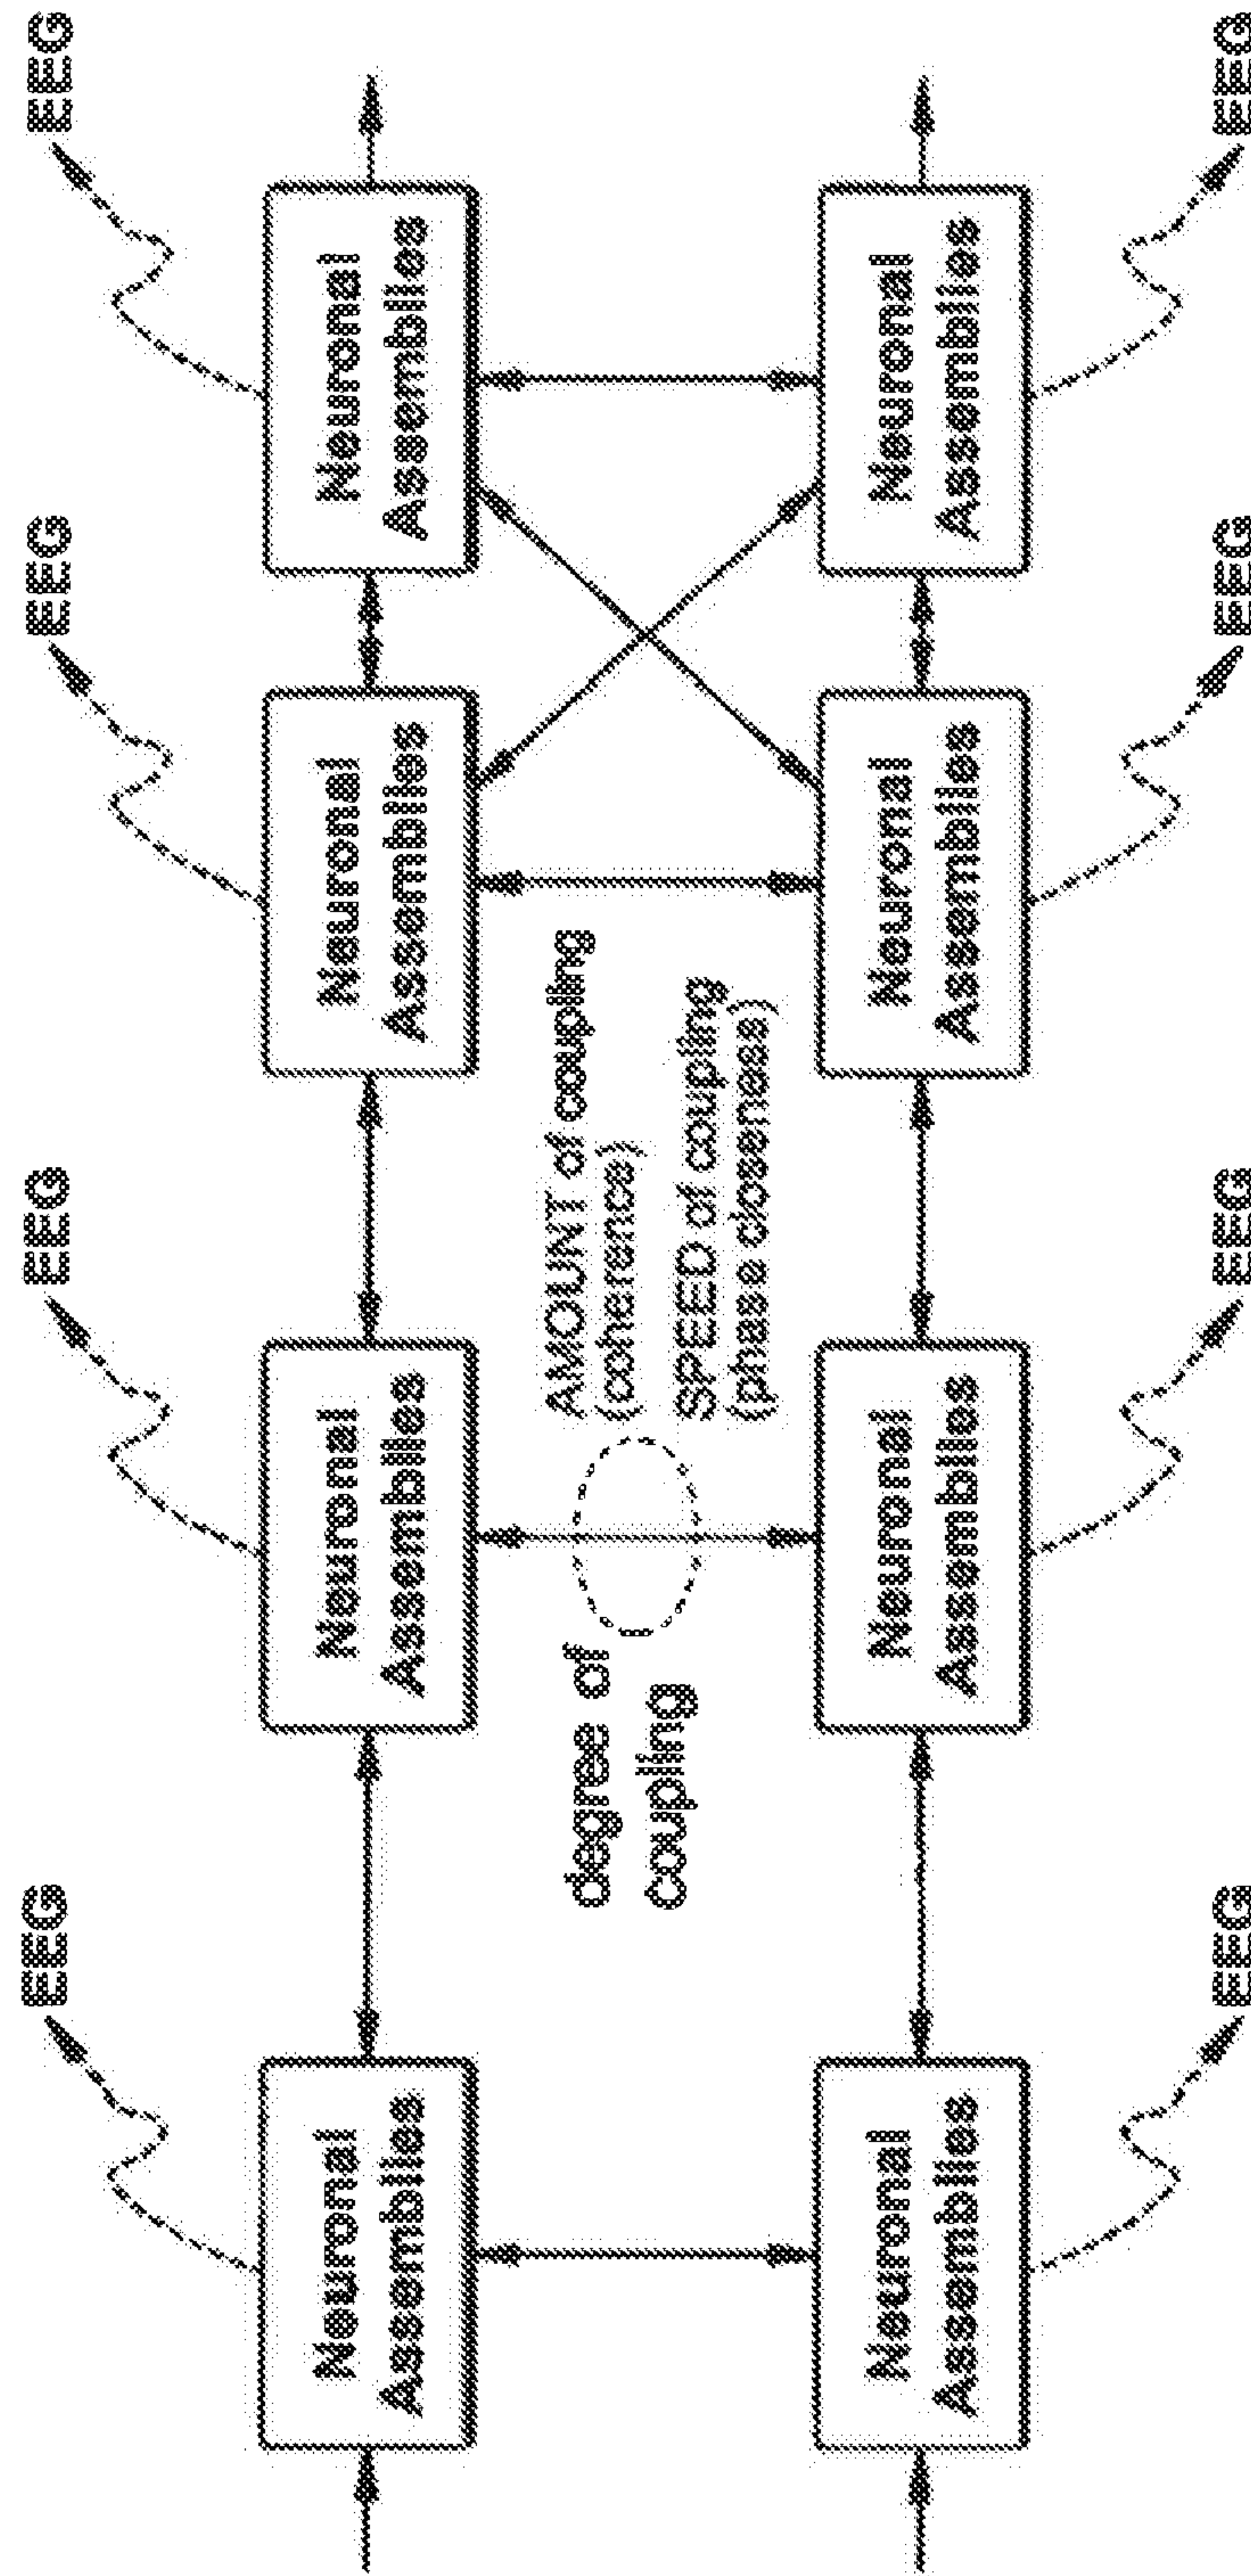 EEG
EEG
EEG
EEG
Neuronal
Assemblies
Neuronal
Assemblies
Neuronal
Assemblies
Neuronal
Assemblies
degree of
coupling
AMOUNT of coupling
(coherence)
SPEED of coupling
(phase closeness)
Neuronal
Assemblies
Neuronal
Assemblies
Neuronal
Assemblies
Neuronal
Assemblies
EEG
EEG
EEG
EEG